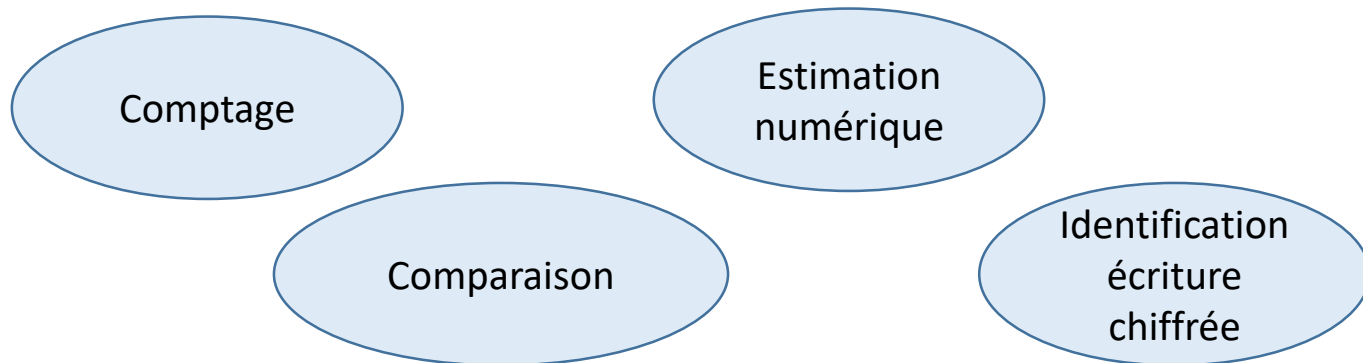 Comptage
Estimation
numérique
Comparaison
Identification
écriture
chiffrée